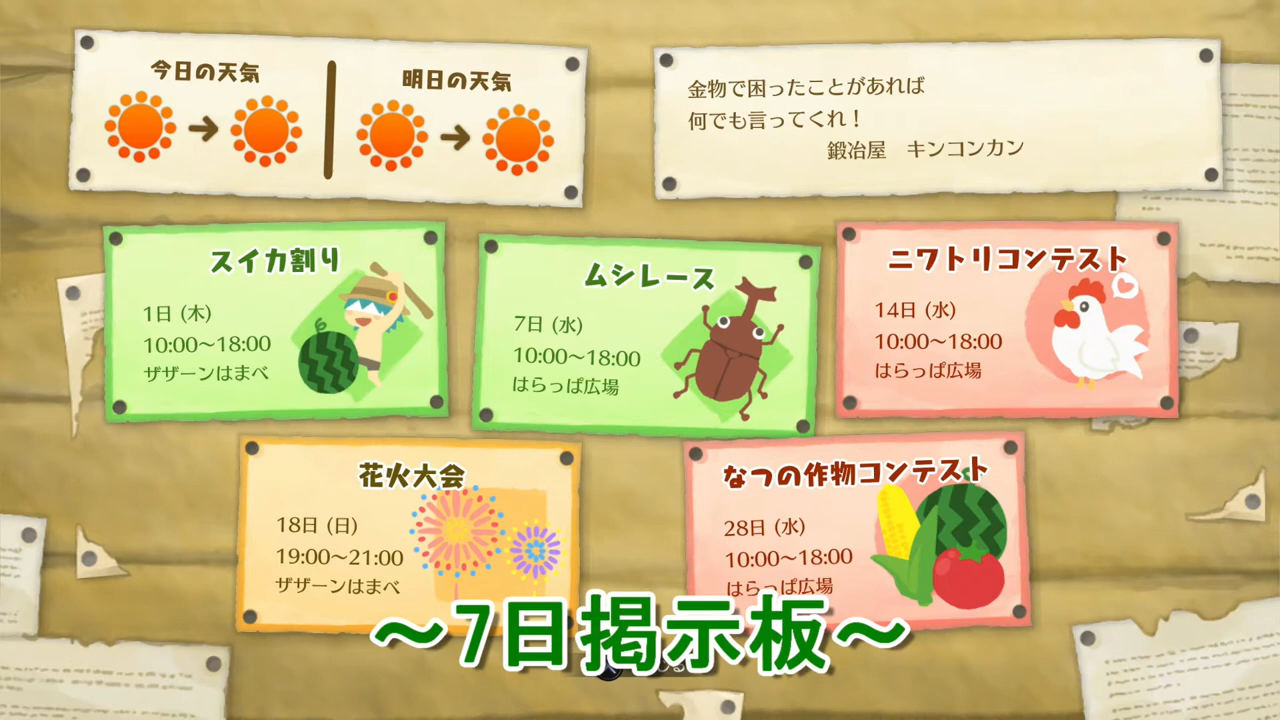 今日の天気
明日の天気
金物で困ったことがあれば
何でも言ってくれ！
鍛冶屋　キンコンカン
スイカ割り
1日 (木)
10:00〜18:00
ザザーンはまべ
ムシレース
7日 (水)
10:00〜18:00
はらっぱ広場
ニワトリコンテスト
14日 (水)
10:00〜18:00
はらっぱ広場
花火大会
18日 (日)
19:00〜21:00
ザザーンはまべ
なつの作物コンテスト
28日 (水)
10:00〜18:00
はらっぱ広場
〜7日掲示板〜